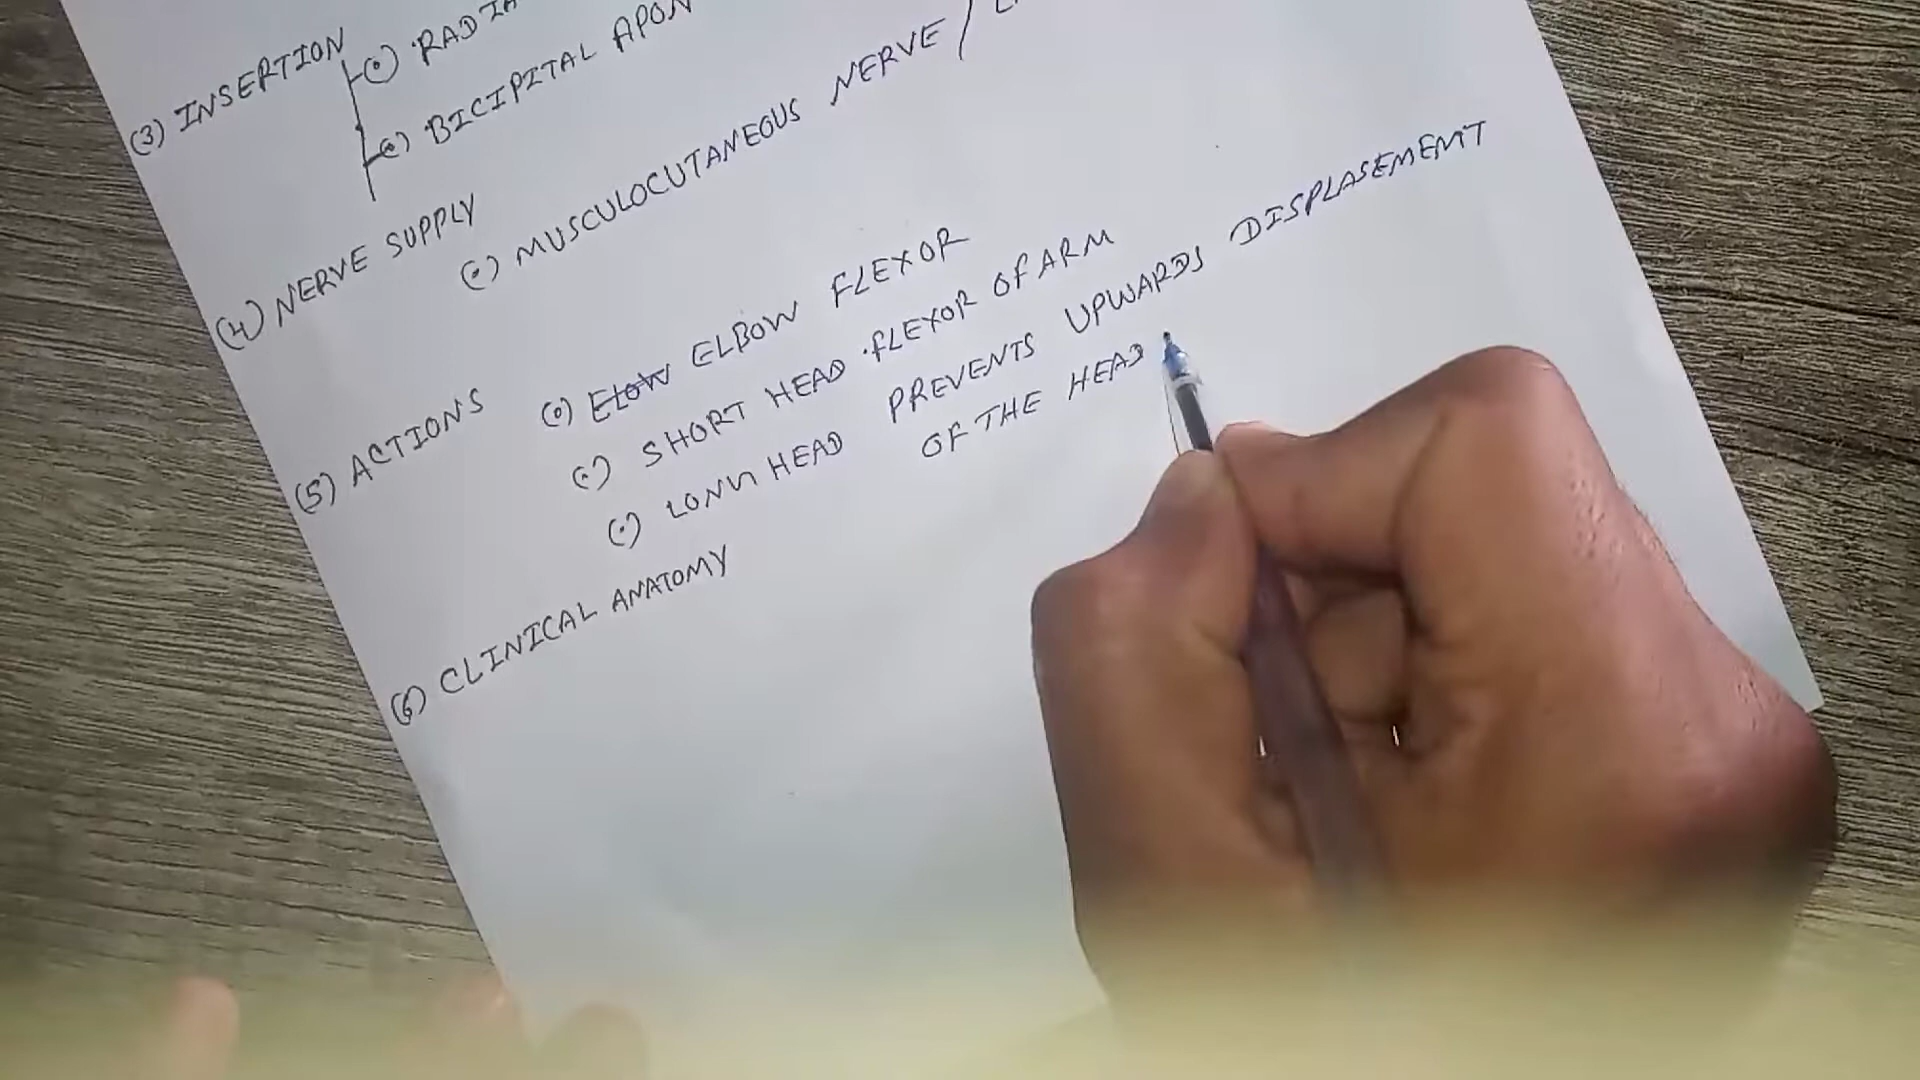 (3) INSERTION
(•) RADIA
(•) BICIPITAL APON
(4) NERVE SUPPLY
(•) MUSCULOCUTANEOUS NERVE /
(5) ACTIONS
(•) ELOW ELBOW FLEXOR
(•) SHORT HEAD FLEXOR OF ARM
(•) LONG HEAD PREVENTS UPWARDS DISPLASEMENT
OF THE HEAD
(6) CLINICAL ANATOMY